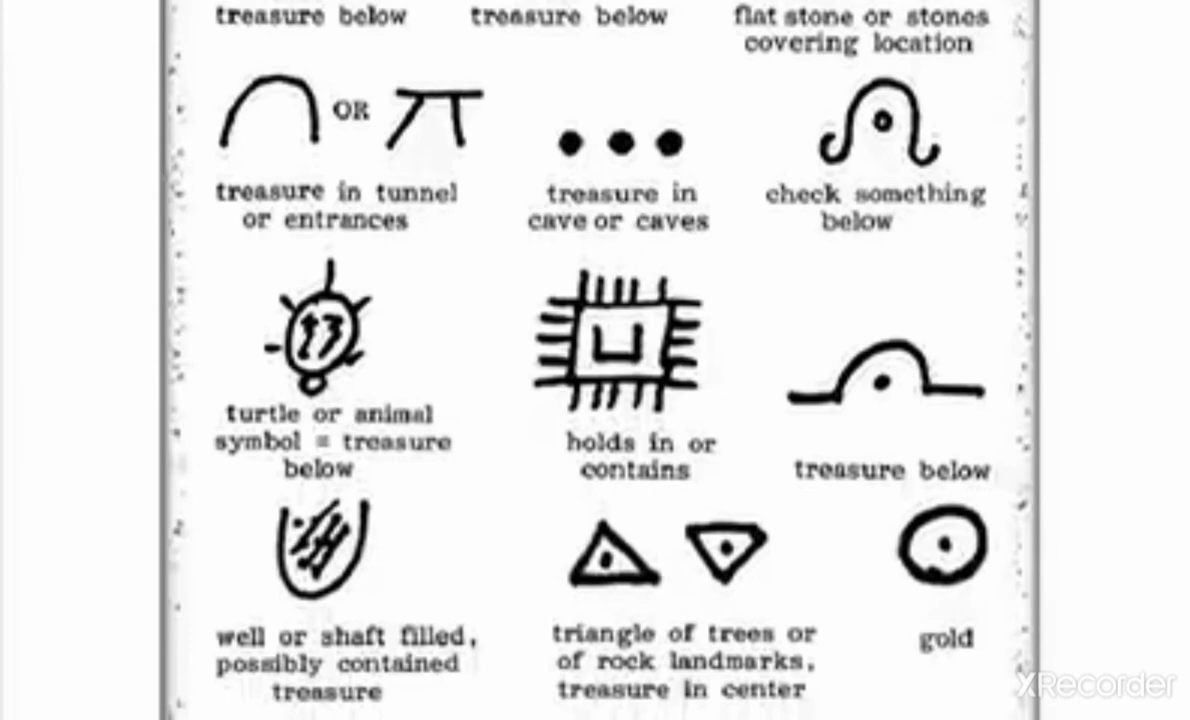 treasure below
treasure below
flat stone or stones
covering location
OR
treasure in tunnel
or entrances
treasure in
cave or caves
check something
below
turtle or animal
symbol = treasure
below
holds in or
contains
treasure below
well or shaft filled,
possibly contained
treasure
triangle of trees or
of rock landmarks,
treasure in center
gold
XRecorder